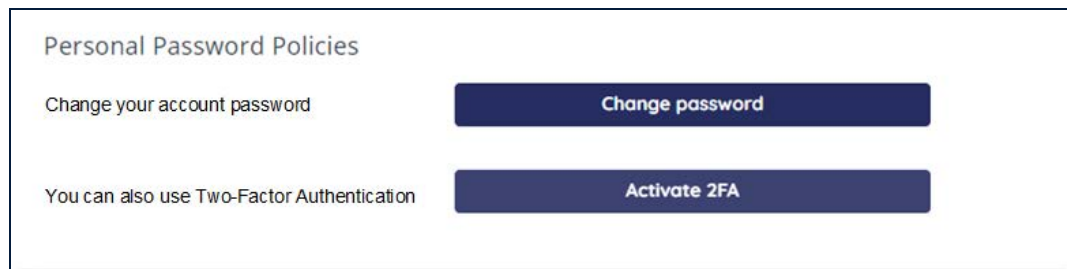 Personal Password Policies
Change your account password
Change password
You can also use Two-Factor Authentication
Activate 2FA